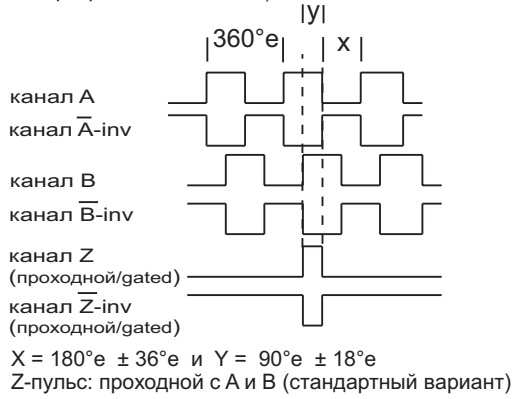 |y|
360°e x
канал A
канал A̅-inv
канал B
канал B̅-inv
канал Z
(проходной/gated)
канал Z̅-inv
(проходной/gated)
X = 180°e ± 36°e и Y = 90°e ± 18°e
Z-пульс: проходной с A и B (стандартный вариант)